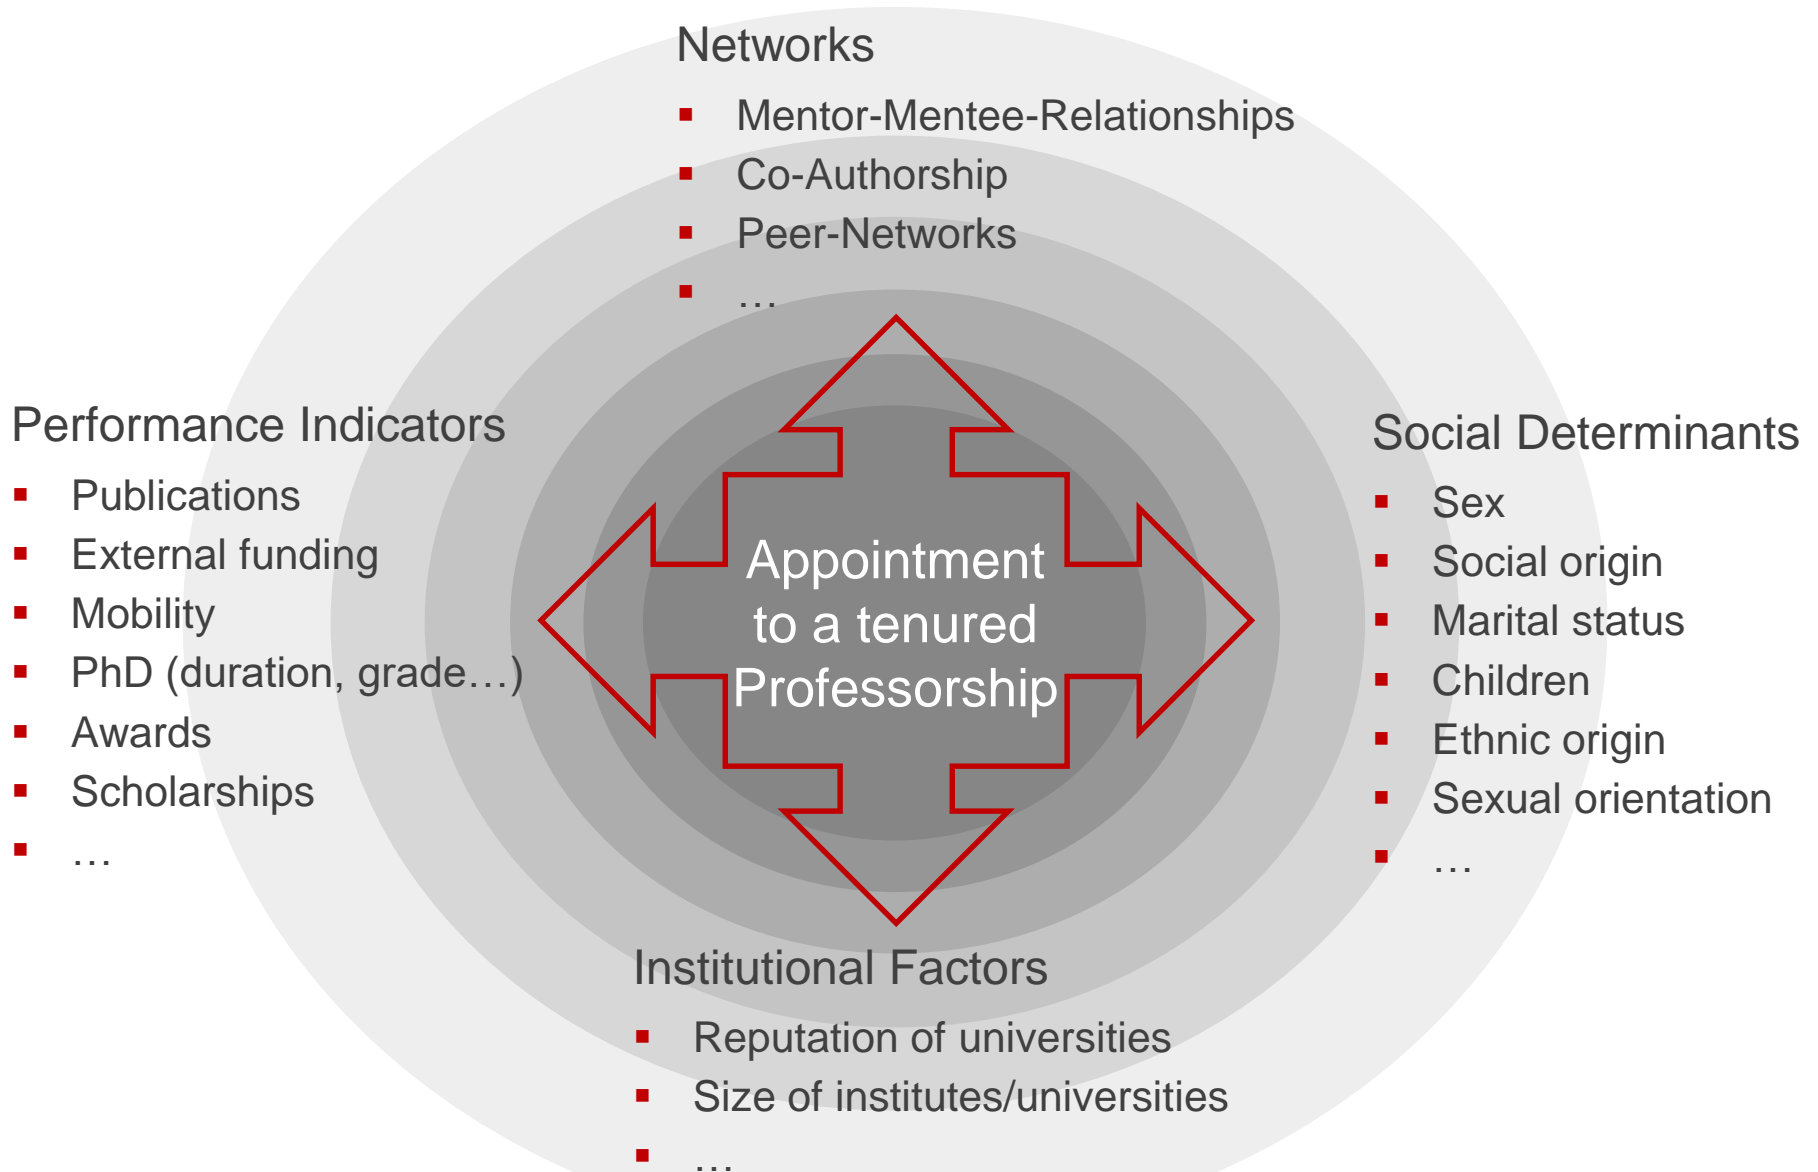 Networks
▪ Mentor-Mentee-Relationships
▪ Co-Authorship
▪ Peer-Networks
▪ …
Performance Indicators
▪ Publications
▪ External funding
▪ Mobility
▪ PhD (duration, grade…)
▪ Awards
▪ Scholarships
▪ …
Appointment
to a tenured
Professorship
Social Determinants
▪ Sex
▪ Social origin
▪ Marital status
▪ Children
▪ Ethnic origin
▪ Sexual orientation
▪ …
Institutional Factors
▪ Reputation of universities
▪ Size of institutes/universities
▪ …